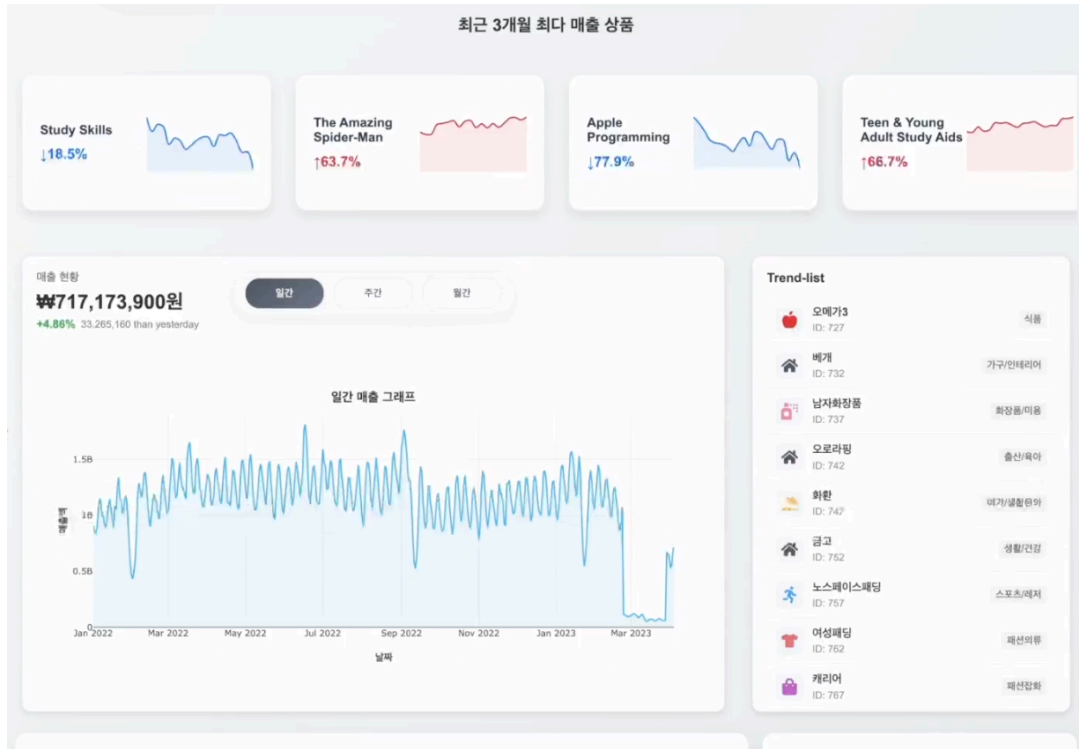 최근 3개월 최다 매출 상품
Study Skills
↓18.5%
The Amazing
Spider-Man
↑63.7%
Apple
Programming
↓77.9%
Teen & Young
Adult Study Aids
↑66.7%
매출 현황
₩717,173,900원
+4.86% 33.265,160 than yesterday
일간
주간
월간
일간 매출 그래프
매출액
1.5B
1B
0.5B
0
Jan 2022
Mar 2022
May 2022
Jul 2022
Sep 2022
Nov 2022
Jan 2023
Mar 2023
날짜
Trend-list
오메가3
ID: 727
식품
베개
ID: 732
가구/인테리어
남자화장품
ID: 737
화장품/미용
오로라핑
ID: 742
출산/육아
화환
ID: 747
여가/생활편의
금고
ID: 752
생활/건강
노스페이스패딩
ID: 757
스포츠/레저
여성패딩
ID: 762
패션의류
캐리어
ID: 767
패션잡화